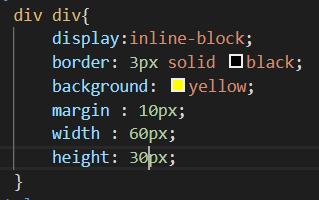 div div{
display:inline-block;
border: 3px solid black;
background: yellow;
margin : 10px;
width : 60px;
height: 30px;
}